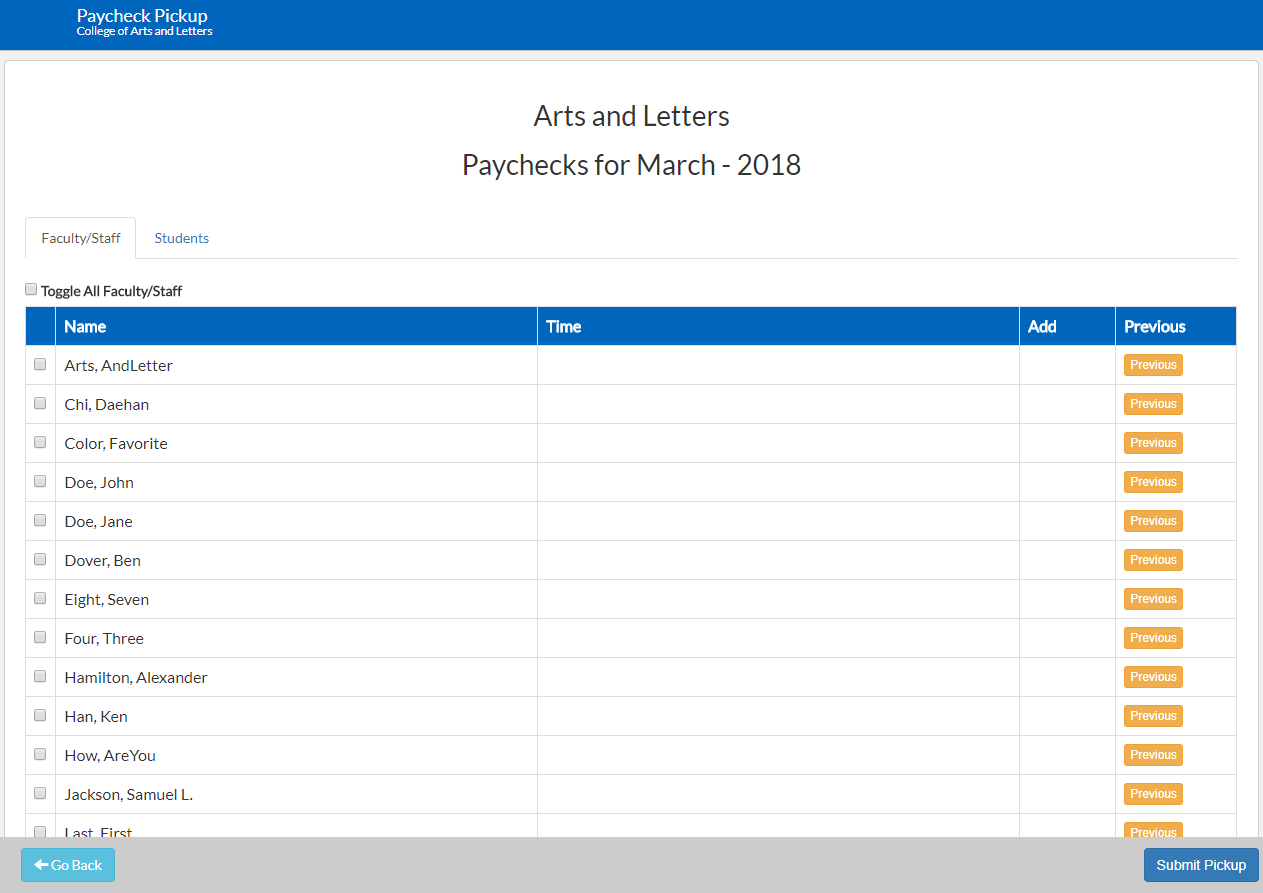 Paycheck Pickup
College of Arts and Letters
Arts and Letters
Paychecks for March - 2018
Faculty/Staff Students
Toggle All Faculty/Staff
Name Time Add Previous
Arts, AndLetter Previous
Chi, Daehan Previous
Color, Favorite Previous
Doe, John Previous
Doe, Jane Previous
Dover, Ben Previous
Eight, Seven Previous
Four, Three Previous
Hamilton, Alexander Previous
Han, Ken Previous
How, AreYou Previous
Jackson, Samuel L. Previous
Last, First Previous
Go Back Submit Pickup